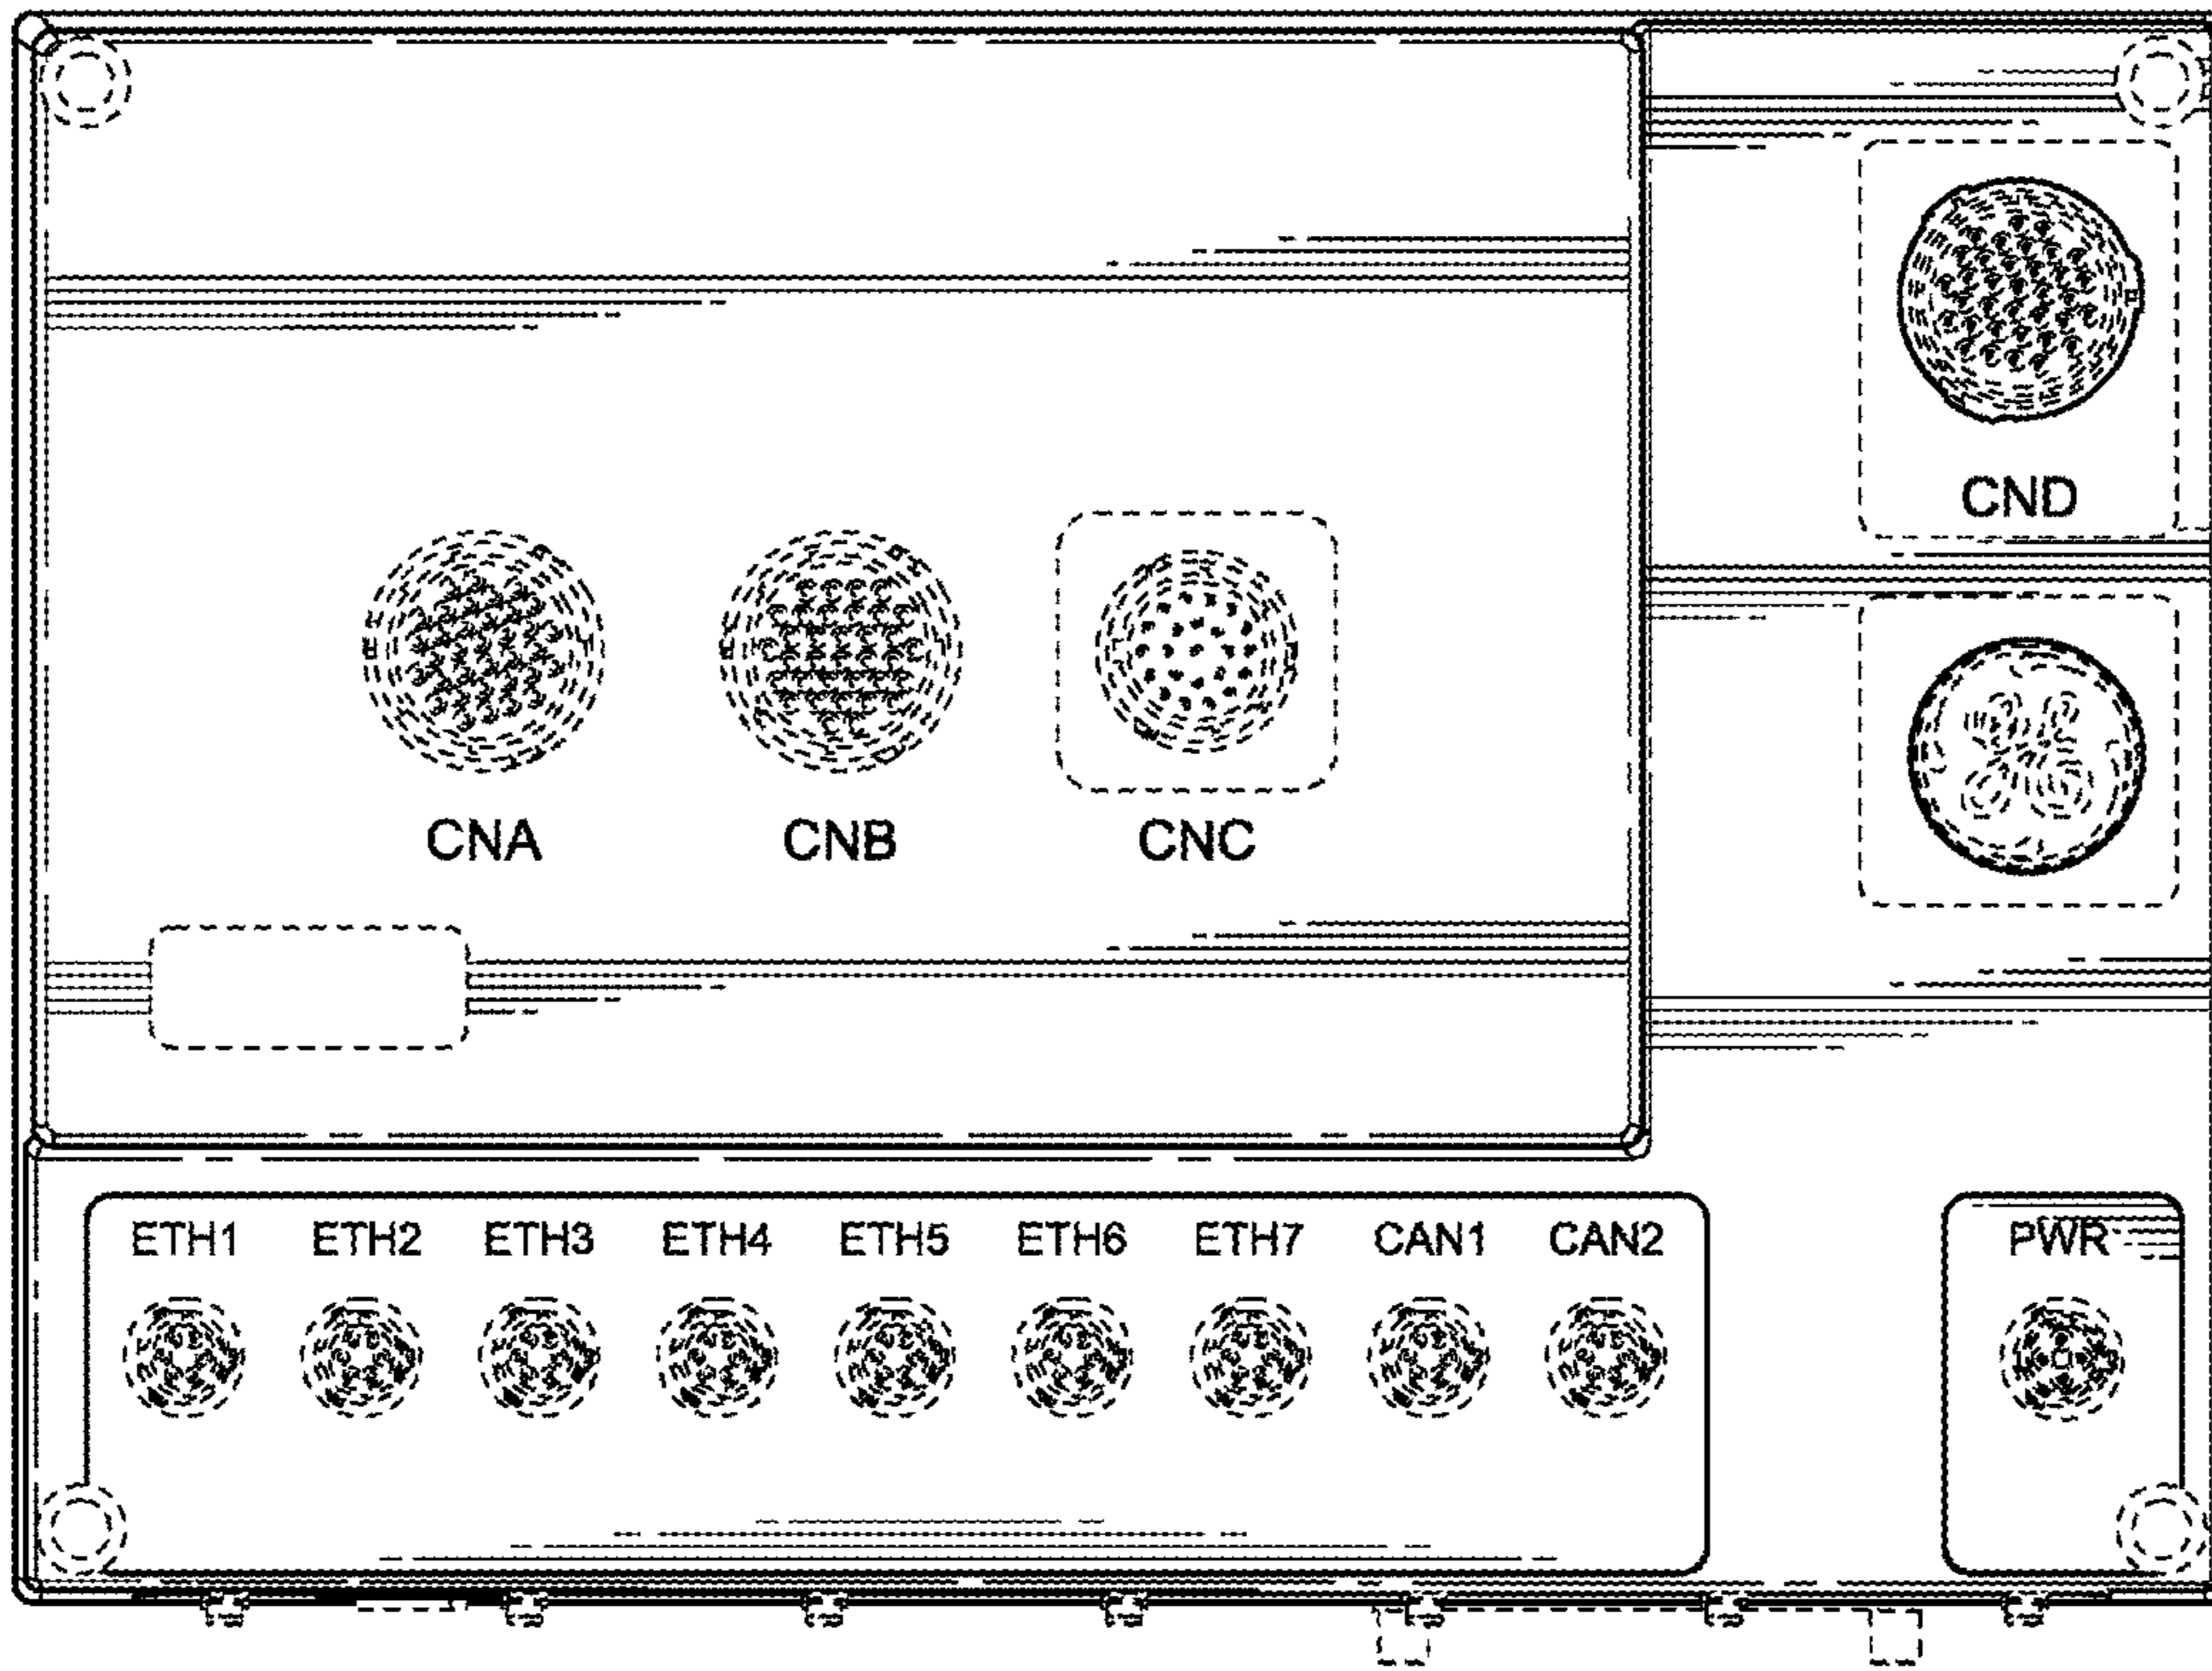 CND
CNA CNB CNC
ETH1 ETH2 ETH3 ETH4 ETH5 ETH6 ETH7 CAN1 CAN2 PWR